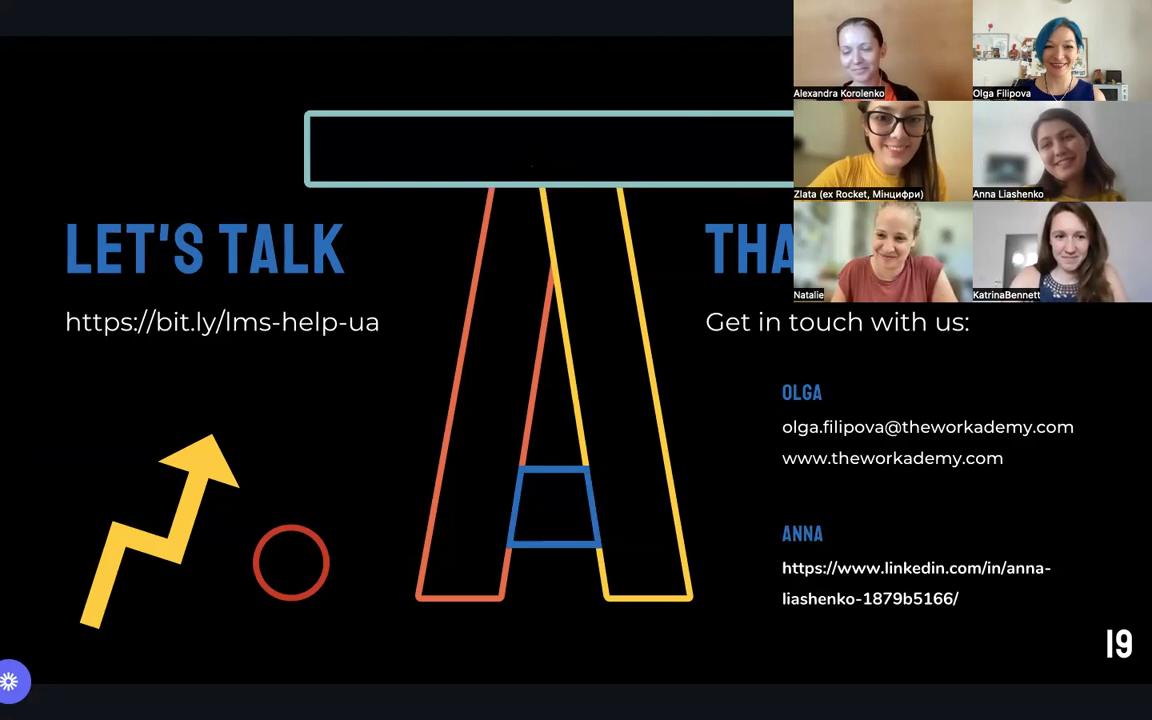 Alexandra Korolenko
Olga Filipova
Zlata (ex Rocket, Мінцифри)
Anna Liashenko
Natalie
KatrinaBennett
LET'S TALK
https://bit.ly/lms-help-ua
THA
Get in touch with us:
OLGA
olga.filipova@theworkademy.com
www.theworkademy.com
ANNA
https://www.linkedin.com/in/anna-
liashenko-1879b5166/
19